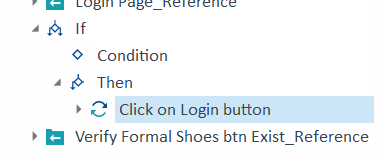 Login Page_Reference
If
Condition
Then
Click on Login button
Verify Formal Shoes btn Exist_Reference